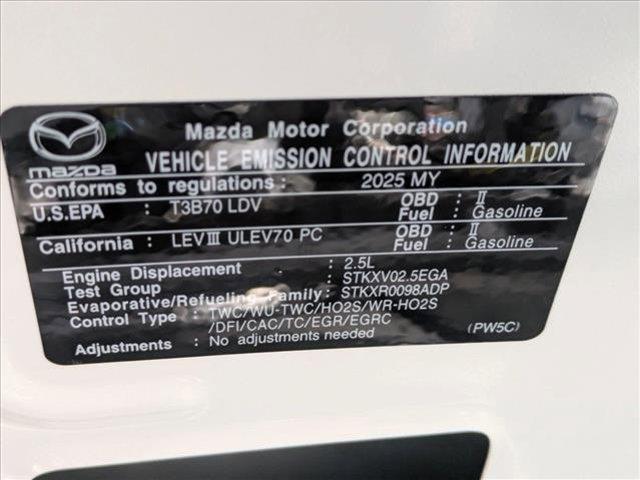 Mazda Motor Corporation
mazda VEHICLE EMISSION CONTROL INFORMATION
Conforms to regulations : 2025 MY
U.S.EPA : T3B70 LDV OBD : II
Fuel : Gasoline
California : LEVIII ULEV70 PC OBD : II
Fuel : Gasoline
Engine Displacement : 2.5L
Test Group : STKXV02.5EGA
Evaporative/Refueling Family: STKXR0098ADP
Control Type : TWC/WU-TWC/HO2S/WR-HO2S
/DFI/CAC/TC/EGR/EGRC
Adjustments : No adjustments needed (PW5C)